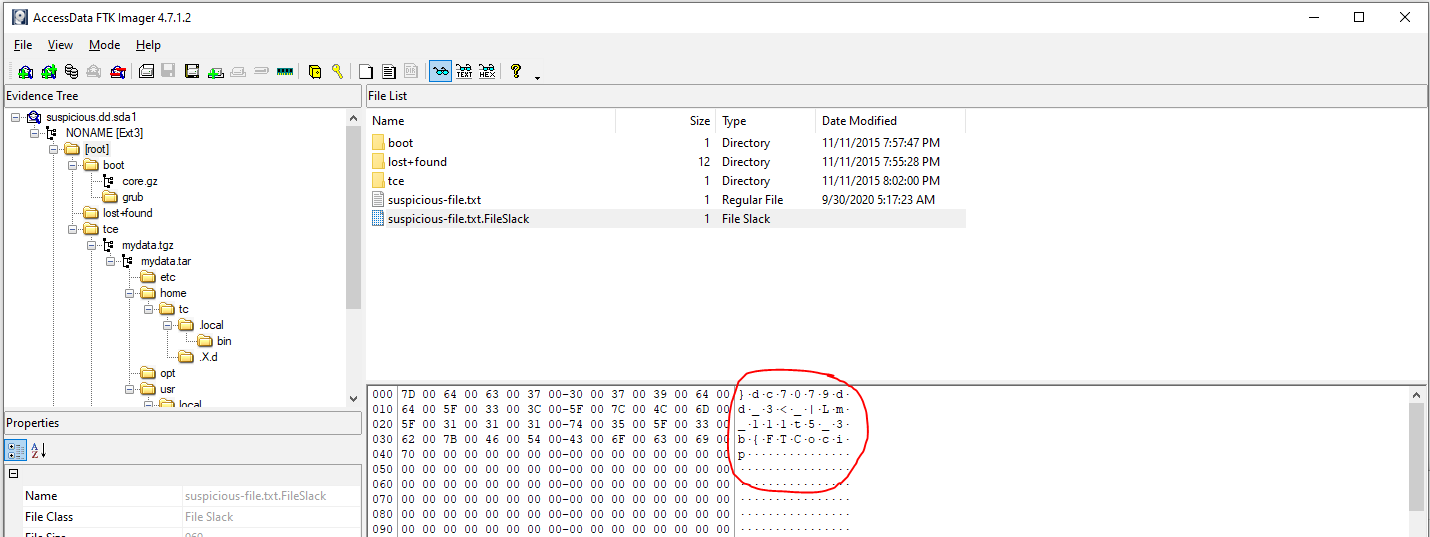 AccessData FTK Imager 4.7.1.2
File View Mode Help
TEXT HEX
Evidence Tree
suspicious.dd.sda1
NONAME [Ext3]
[root]
boot
core.gz
grub
lost+found
tce
mydata.tgz
mydata.tar
etc
home
tc
.local
bin
.X.d
opt
usr
local
Properties
Name suspicious-file.txt.FileSlack
File Class File Slack
File List
Name Size Type Date Modified
boot 1 Directory 11/11/2015 7:57:47 PM
lost+found 12 Directory 11/11/2015 7:55:28 PM
tce 1 Directory 11/11/2015 8:02:00 PM
suspicious-file.txt 1 Regular File 9/30/2020 5:17:23 AM
suspicious-file.txt.FileSlack 1 File Slack
000 7D 00 64 00 63 00 37 00-30 00 37 00 39 00 64 00 }·d·c·7·0·7·9·d·
010 64 00 5F 00 33 00 3C 00-5F 00 7C 00 4C 00 6D 00 d·_·3·<·_·|·L·m·
020 5F 00 31 00 31 00 31 00-74 00 35 00 5F 00 33 00 _·1·1·1·t·5·_·3·
030 62 00 7B 00 46 00 54 00-43 00 6F 00 63 00 69 00 b·{·F·T·C·o·c·i·
040 70 00 00 00 00 00 00 00-00 00 00 00 00 00 00 00 p···············
050 00 00 00 00 00 00 00 00-00 00 00 00 00 00 00 00 ················
060 00 00 00 00 00 00 00 00-00 00 00 00 00 00 00 00 ················
070 00 00 00 00 00 00 00 00-00 00 00 00 00 00 00 00 ················
080 00 00 00 00 00 00 00 00-00 00 00 00 00 00 00 00 ················
090 00 00 00 00 00 00 00 00-00 00 00 00 00 00 00 00 ················